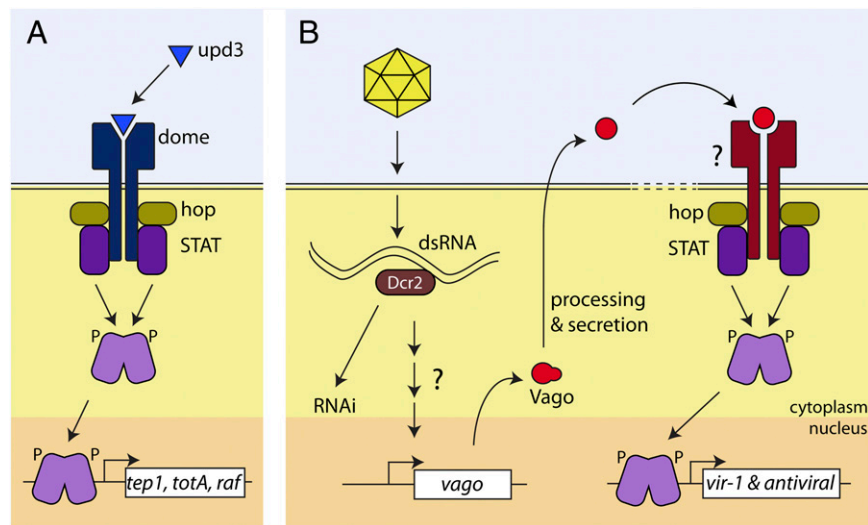 A
upd3
dome
hop
STAT
P P
P P
tep1, totA, raf
B
dsRNA
Dcr2
RNAi
?
vago
Vago
processing
& secretion
?
hop
STAT
P P
cytoplasm
nucleus
P P
vir-1 & antiviral